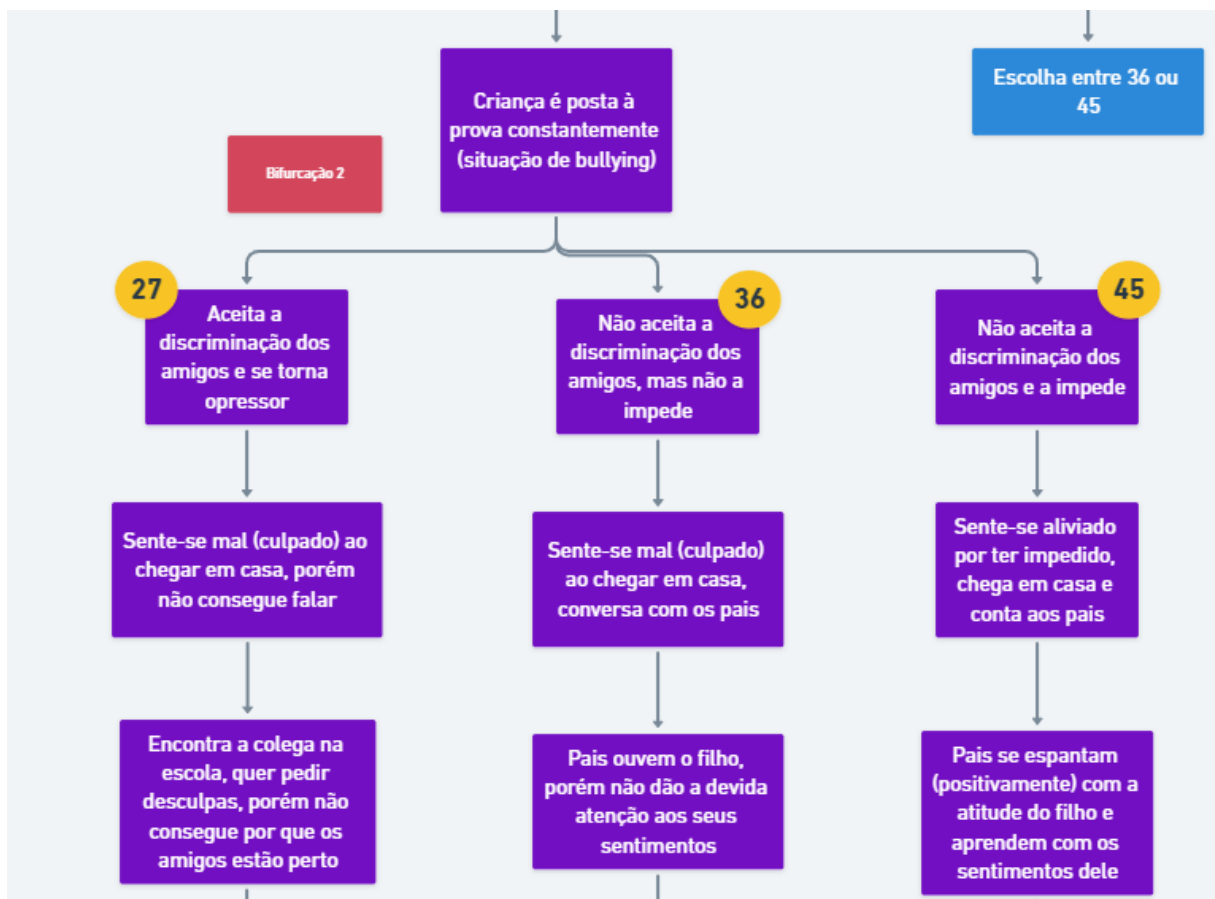 Criança é posta à
prova constantemente
(situação de bullying)
Escolha entre 36 ou
45
Bifurcação 2
27
Aceita a
discriminação dos
amigos e se torna
opressor
36
Não aceita a
discriminação dos
amigos, mas não a
impede
45
Não aceita a
discriminação dos
amigos e a impede
Sente-se mal (culpado) ao
chegar em casa, porém
não consegue falar
Sente-se mal (culpado)
ao chegar em casa,
conversa com os pais
Sente-se aliviado
por ter impedido,
chega em casa e
conta aos pais
Encontra a colega na
escola, quer pedir
desculpas, porém não
consegue por que os
amigos estão perto
Pais ouvem o filho,
porém não dão a devida
atenção aos seus
sentimentos
Pais se espantam
(positivamente) com a
atitude do filho e
aprendem com os
sentimentos dele